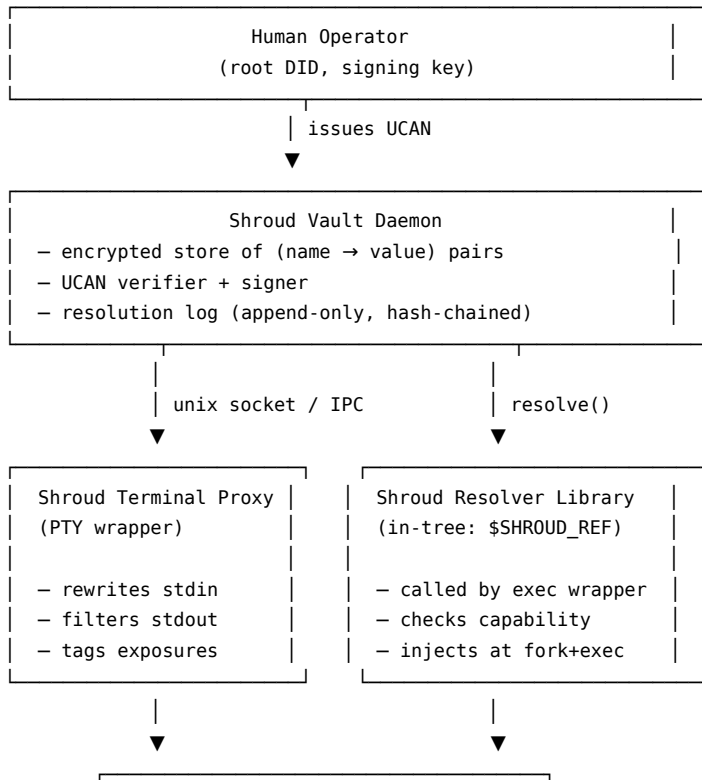 Human Operator
(root DID, signing key)
issues UCAN
Shroud Vault Daemon
— encrypted store of (name → value) pairs
— UCAN verifier + signer
— resolution log (append-only, hash-chained)
unix socket / IPC
resolve()
Shroud Terminal Proxy
(PTY wrapper)
— rewrites stdin
— filters stdout
— tags exposures
Shroud Resolver Library
(in-tree: $SHROUD_REF)
— called by exec wrapper
— checks capability
— injects at fork+exec